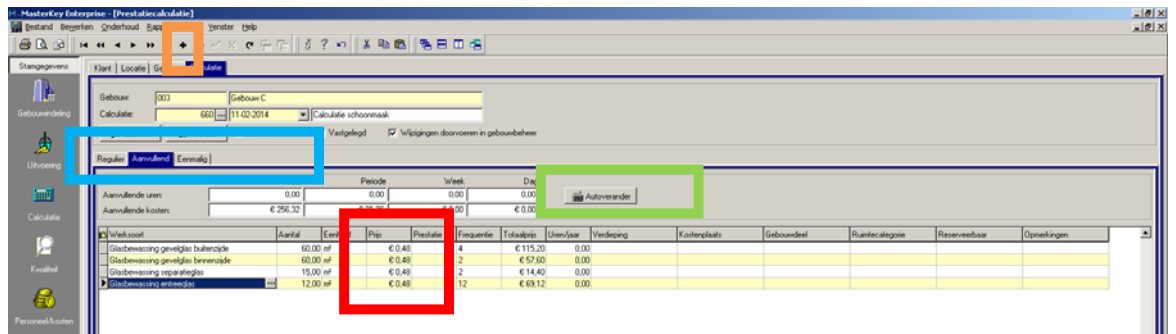 MasterKey Enterprise - [Prestatiecalculatie]
Bestand Bewerken Onderhoud Venster Help
Stamgegevens
Klant Locatie
Gebouw: 003 Gebouw C
Calculatie: 660 11-02-2014 Calculatie schoonmaak
Vastgelegd Wijzigingen doorvoeren in gebouwbeheer
Gebouwindeling
Uitvoering
Calculatie
Kwaliteit
Personeel/kosten
Regulier Aanvullend Eenmalig
Periode Week Dag
Aanvullende uren: 0,00 0,00 0,00 0,00
Aanvullende kosten: € 256,32 € 0,00
Autoverander
Werksoort Aantal Prijs Prestatie Frequentie Totaalprijs Uren/jaar Verdieping Kostenplaats Gebouwdeel Ruimtecategorie Reserveerbaar Opmerkingen
Glasbewassing gevelglas buitenzijde 60,00 m² € 0,48 4 € 115,20 0,00
Glasbewassing gevelglas binnenzijde 60,00 m² € 0,48 2 € 57,60 0,00
Glasbewassing separatieglas 15,00 m² € 0,48 2 € 14,40 0,00
Glasbewassing entreeglas 12,00 m² € 0,48 12 € 69,12 0,00